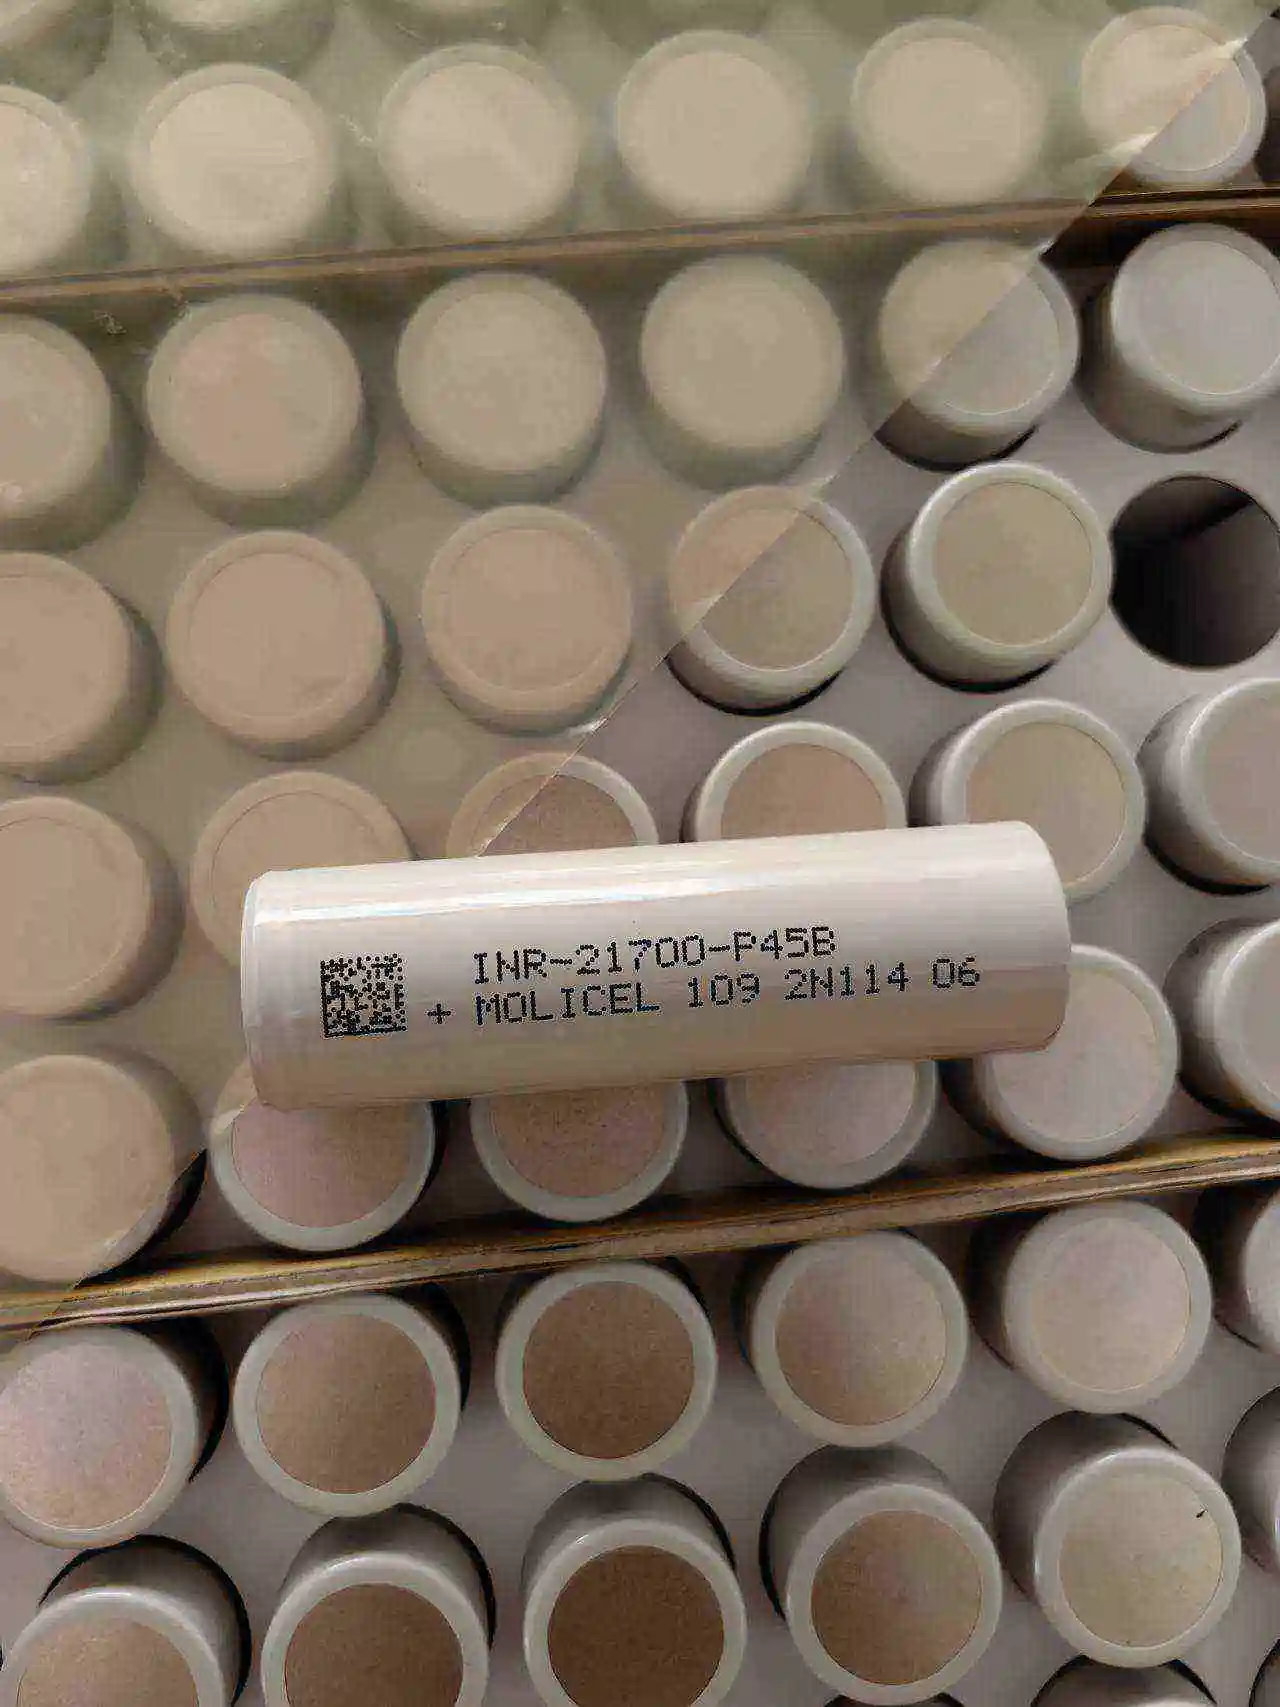 INR-21700-P45B
+ MOLICEL 109 2N114 06